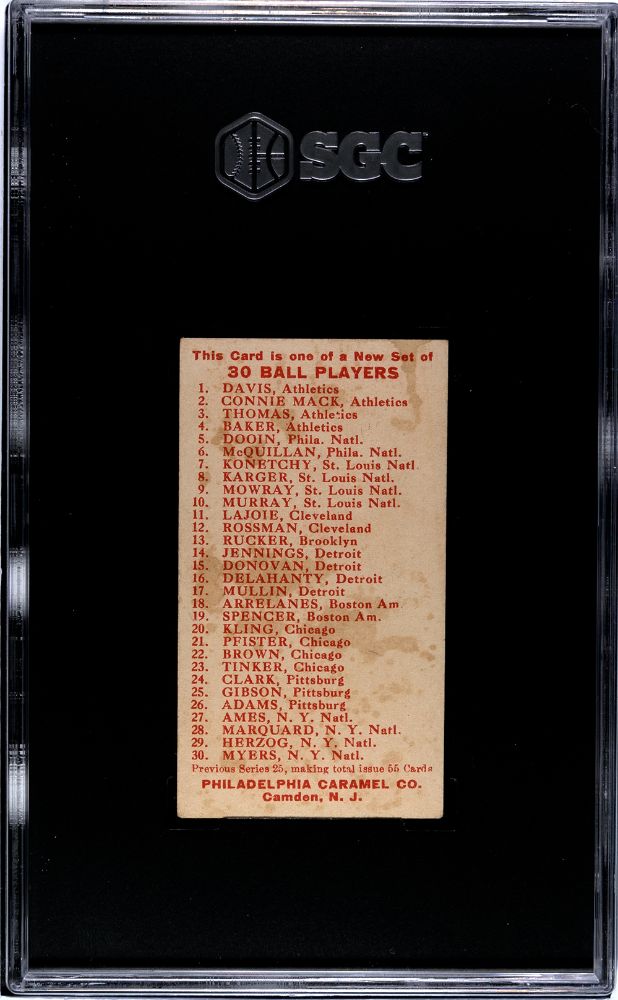 SGC
This Card is one of a New Set of
30 BALL PLAYERS
1. DAVIS, Athletics
2. CONNIE MACK, Athletics
3. THOMAS, Athletics
4. BAKER, Athletics
5. DOOIN, Phila. Natl.
6. McQUILLAN, Phila. Natl.
7. KONETCHY, St. Louis Natl.
8. KARGER, St. Louis Natl.
9. MOWRAY, St. Louis Natl.
10. MURRAY, St. Louis Natl.
11. LAJOIE, Cleveland
12. ROSSMAN, Cleveland
13. RUCKER, Brooklyn
14. JENNINGS, Detroit
15. DONOVAN, Detroit
16. DELAHANTY, Detroit
17. MULLIN, Detroit
18. ARRELANES, Boston Am.
19. SPENCER, Boston Am.
20. KLING, Chicago
21. PFISTER, Chicago
22. BROWN, Chicago
23. TINKER, Chicago
24. CLARK, Pittsburg
25. GIBSON, Pittsburg
26. ADAMS, Pittsburg
27. AMES, N. Y. Natl.
28. MARQUARD, N. Y. Natl.
29. HERZOG, N. Y. Natl.
30. MYERS, N. Y. Natl.
Previous Series 25, making total issue 55 Cards
PHILADELPHIA CARAMEL CO.
Camden, N. J.